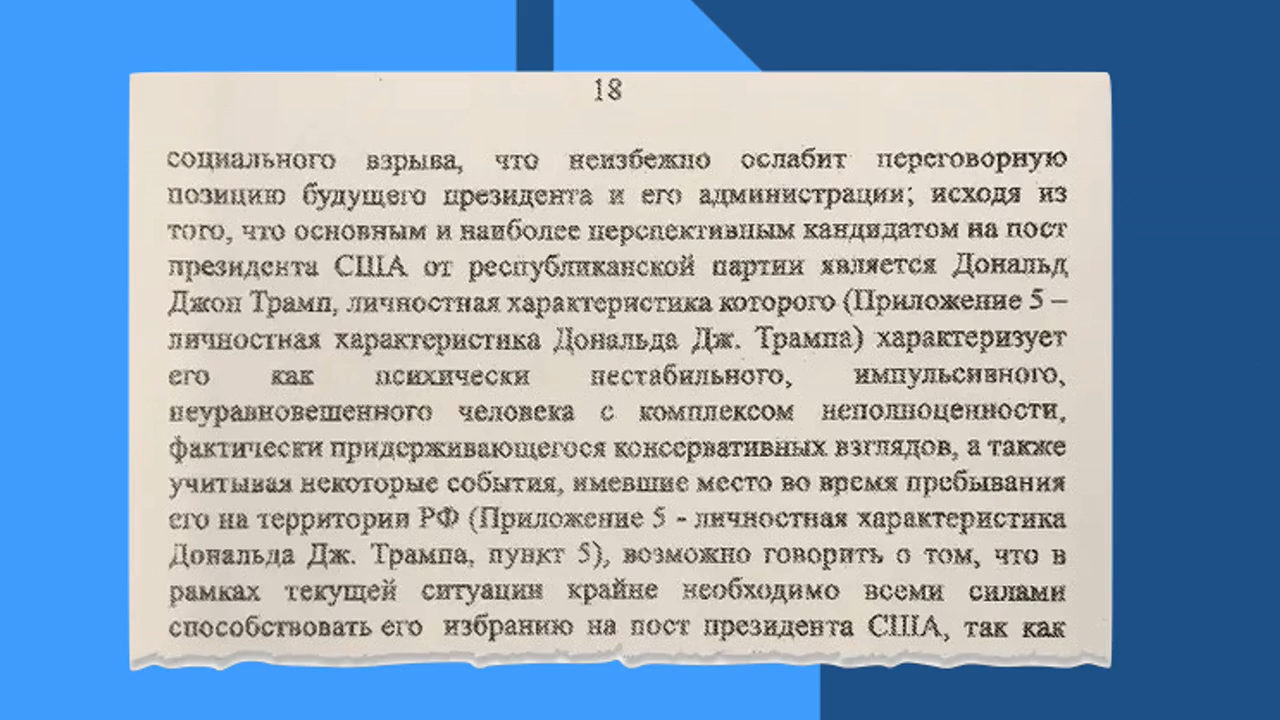 18
социального взрыва, что неизбежно ослабит переговорную
позицию будущего президента и его администрации; исходя из
того, что основным и наиболее перспективным кандидатом на пост
президента США от республиканской партии является Дональд
Джон Трамп, личностная характеристика которого (Приложение 5 –
личностная характеристика Дональда Дж. Трампа) характеризует
его как психически нестабильного, импульсивного,
неуравновешенного человека с комплексом неполноценности,
фактически придерживающегося консервативных взглядов, а также
учитывая некоторые события, имевшие место во время пребывания
его на территории РФ (Приложение 5 - личностная характеристика
Дональда Дж. Трампа, пункт 5), возможно говорить о том, что в
рамках текущей ситуации крайне необходимо всеми силами
способствовать его избранию на пост президента США, так как